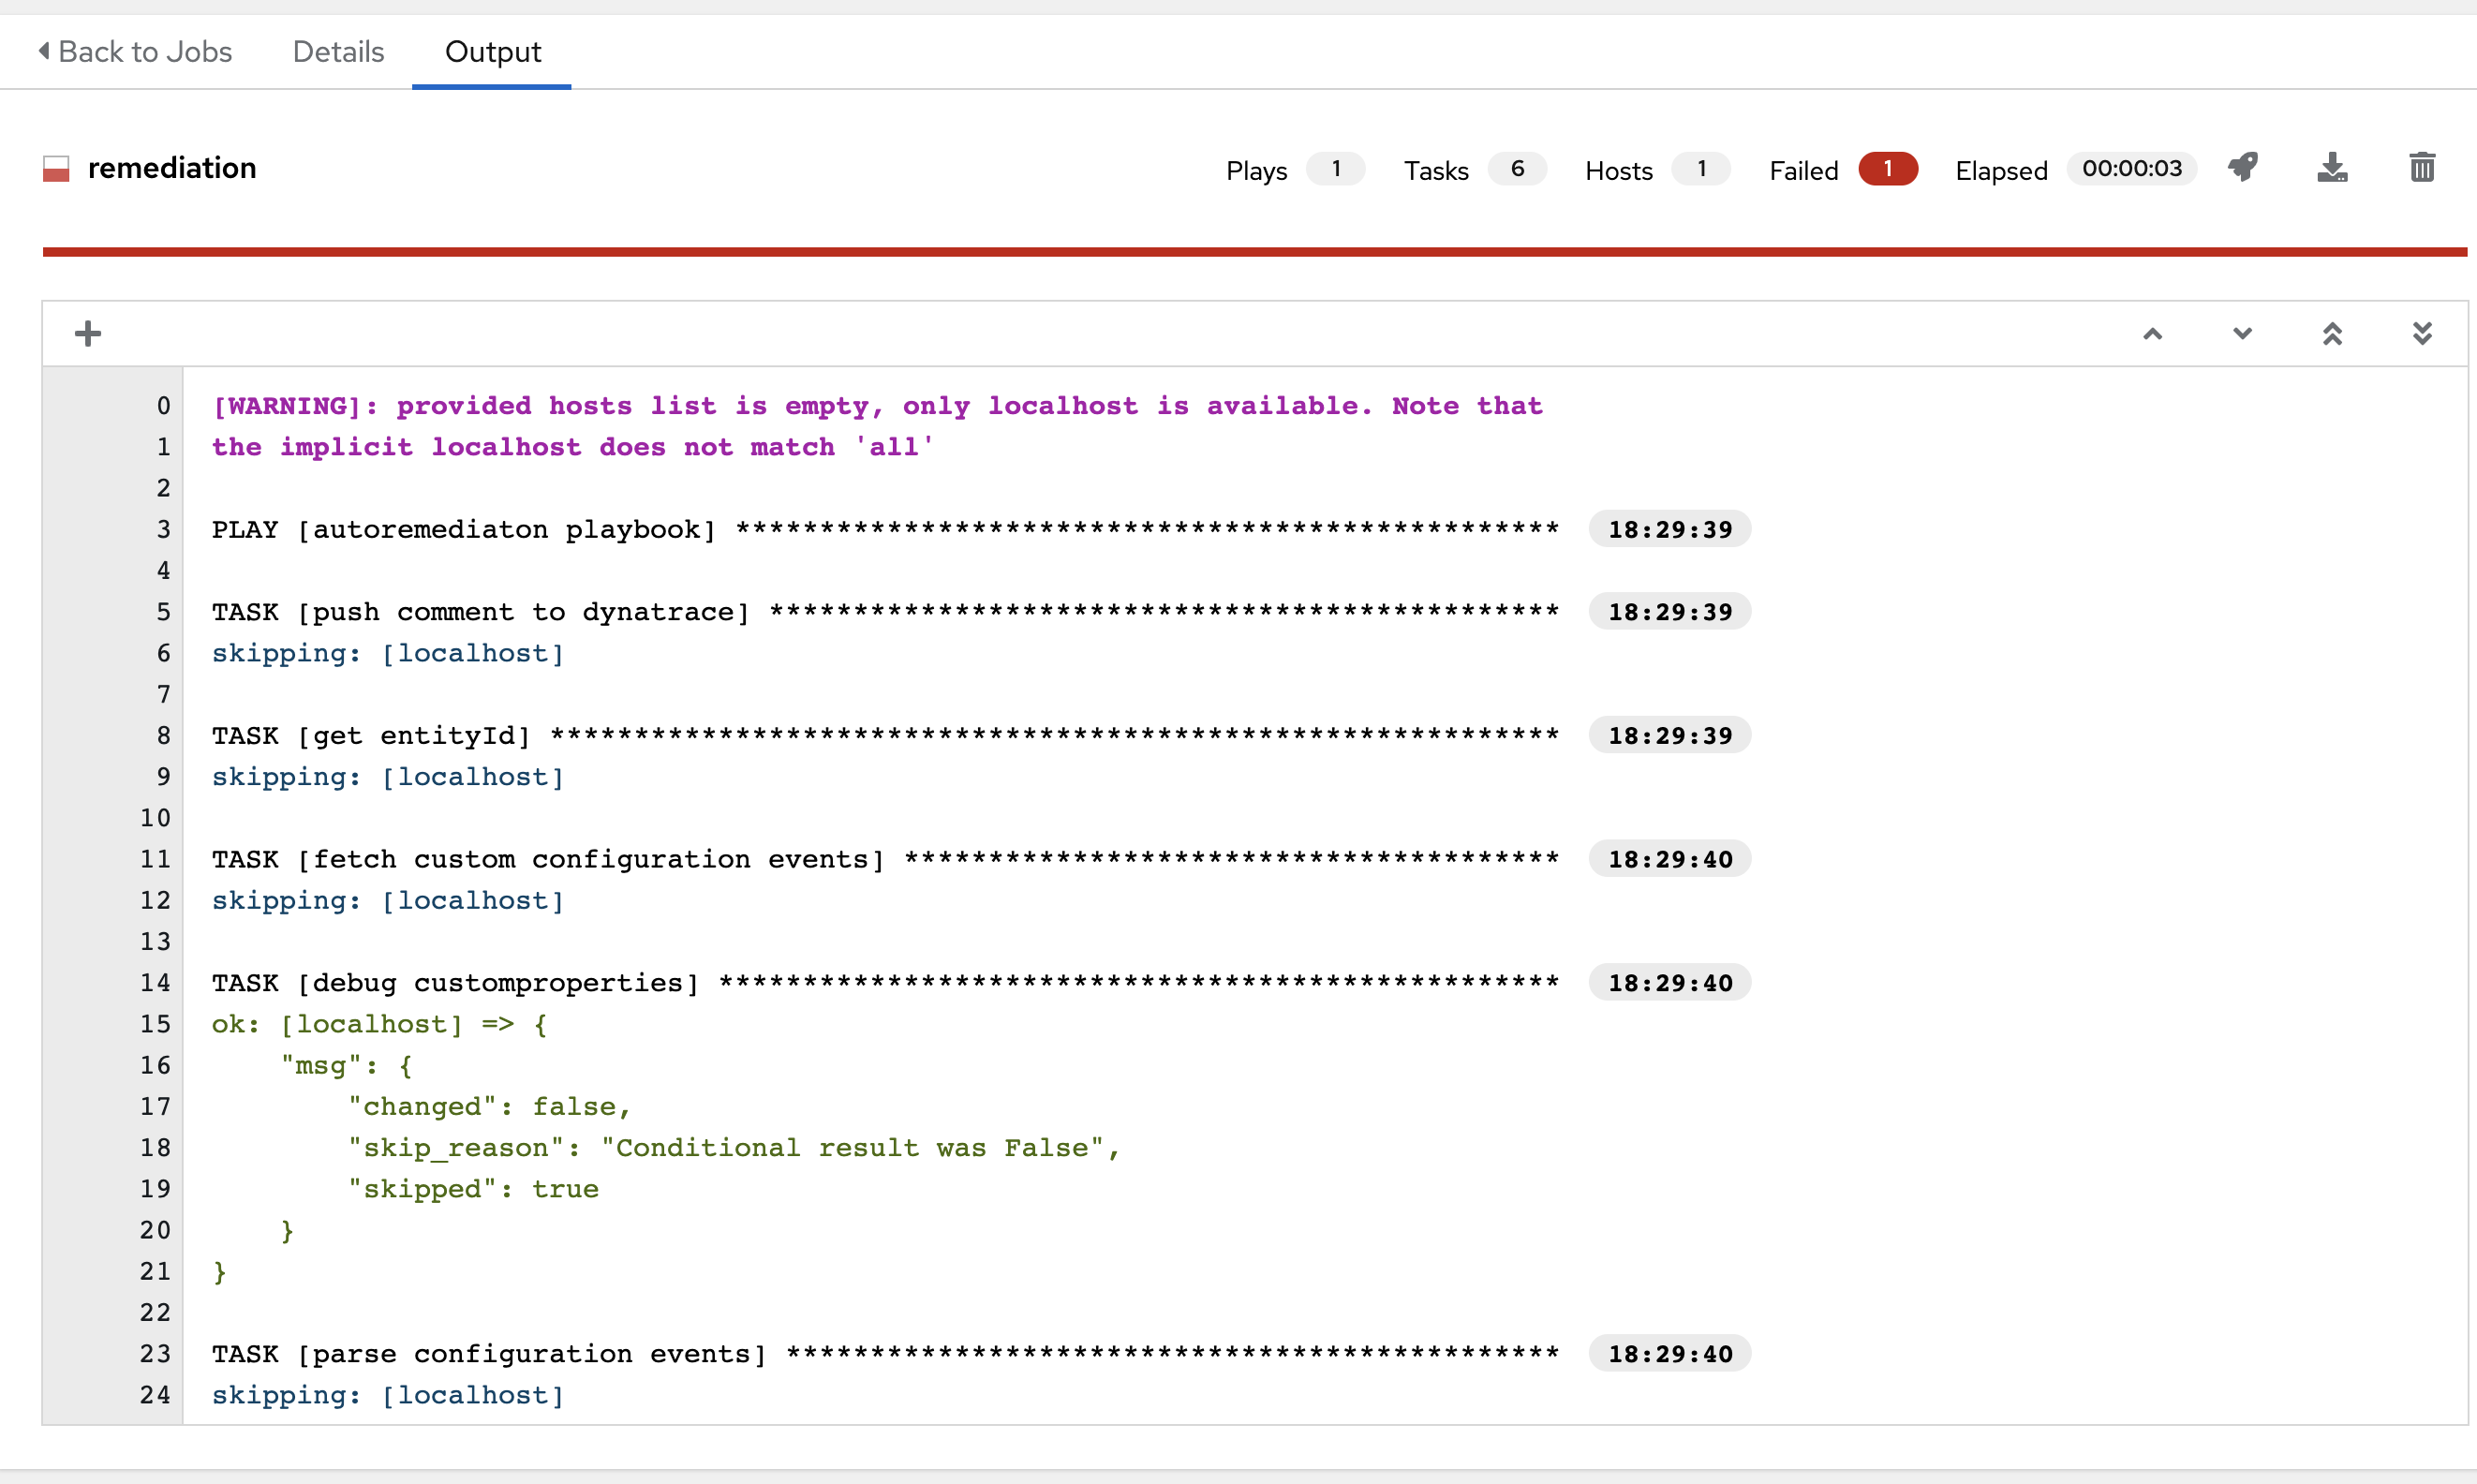 Back to Jobs Details Output
remediation Plays 1 Tasks 6 Hosts 1 Failed 1 Elapsed 00:00:03
0 [WARNING]: provided hosts list is empty, only localhost is available. Note that
1 the implicit localhost does not match 'all'
2
3 PLAY [autoremediaton playbook] ************************************************* 18:29:39
4
5 TASK [push comment to dynatrace] *********************************************** 18:29:39
6 skipping: [localhost]
7
8 TASK [get entityId] ************************************************************ 18:29:39
9 skipping: [localhost]
10
11 TASK [fetch custom configuration events] *************************************** 18:29:40
12 skipping: [localhost]
13
14 TASK [debug customproperties] ************************************************** 18:29:40
15 ok: [localhost] => {
16 "msg": {
17 "changed": false,
18 "skip_reason": "Conditional result was False",
19 "skipped": true
20 }
21 }
22
23 TASK [parse configuration events] ********************************************** 18:29:40
24 skipping: [localhost]